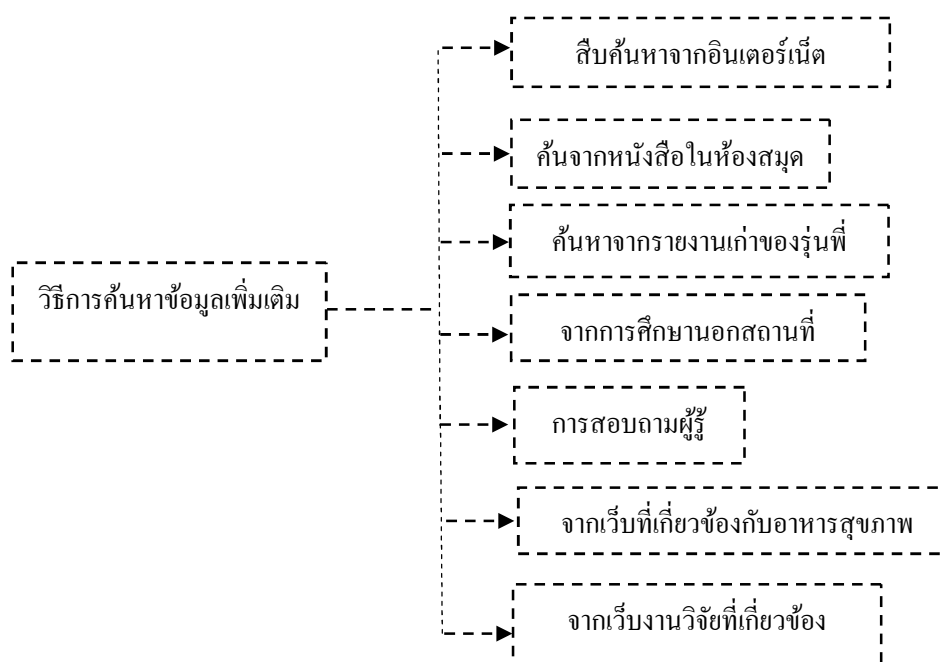 วิธีการค้นหาข้อมูลเพิ่มเติม
สืบค้นหาจากอินเตอร์เน็ต
ค้นจากหนังสือในห้องสมุด
ค้นหาจากรายงานเก่าของรุ่นพี่
จากการศึกษานอกสถานที่
การสอบถามผู้รู้
จากเว็บที่เกี่ยวข้องกับอาหารสุขภาพ
จากเว็บงานวิจัยที่เกี่ยวข้อง